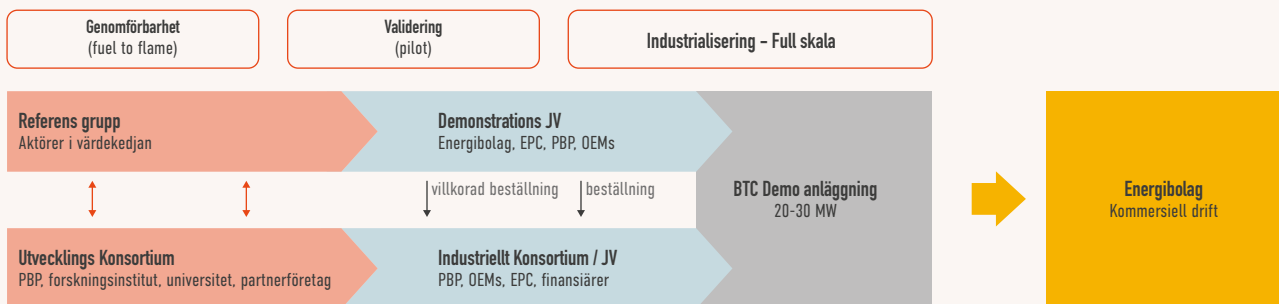 Genomförbarhet
(fuel to flame)
Validering
(pilot)
Industrialisering - Full skala
Referens grupp
Aktörer i värdekedjan
Demonstrations JV
Energibolag, EPC, PBP, OEMs
villkorad beställning
beställning
BTC Demo anläggning
20-30 MW
Energibolag
Kommersiell drift
Utvecklings Konsortium
PBP, forskningsinstitut, universitet, partnerföretag
Industriellt Konsortium / JV
PBP, OEMs, EPC, finansiärer